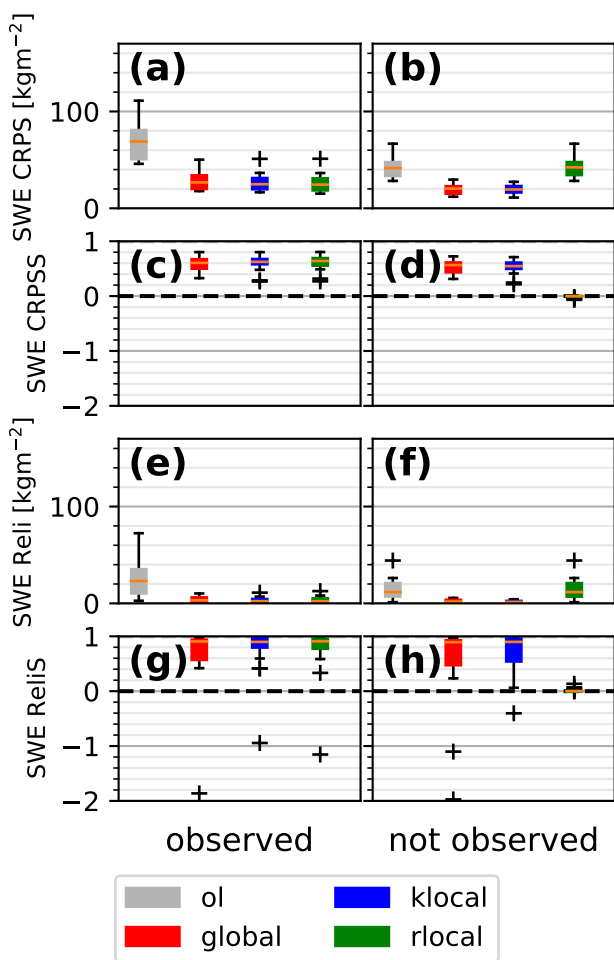 SWE CRPS [kgm−2]
100
0
(a)
(b)
SWE CRPSS
1
0
−1
−2
(c)
(d)
SWE Reli [kgm−2]
100
0
(e)
(f)
SWE ReliS
1
0
−1
−2
(g)
(h)
observed
not observed
ol
klocal
global
rlocal